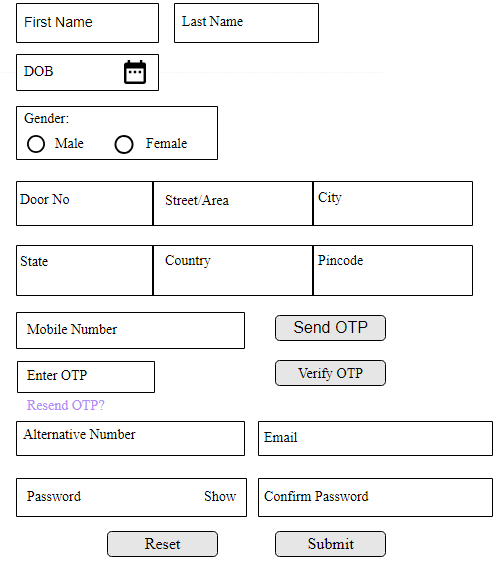 First Name Last Name
DOB
Gender:
Male Female
Door No Street/Area City
State Country Pincode
Mobile Number Send OTP
Enter OTP Verify OTP
Resend OTP?
Alternative Number Email
Password Show Confirm Password
Reset Submit